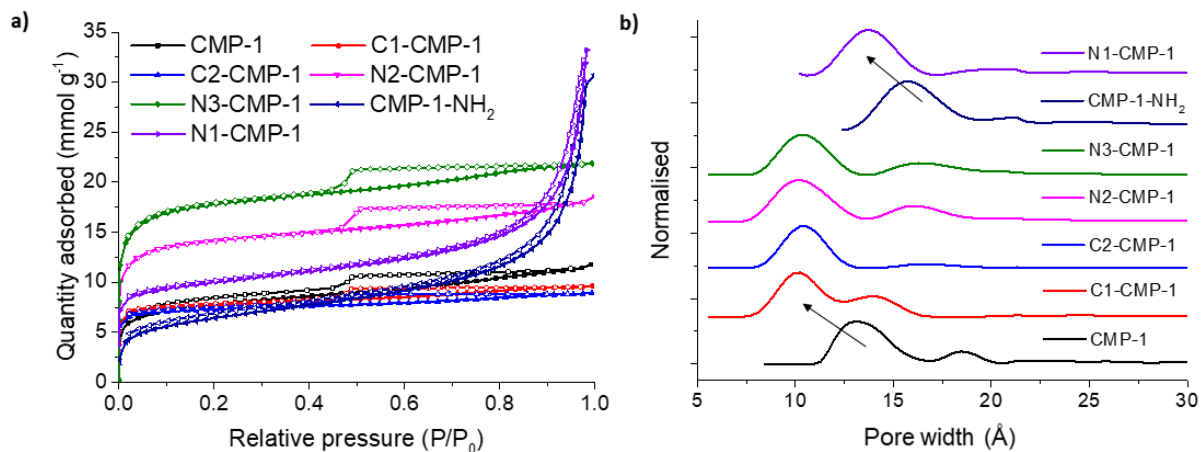 a)
CMP-1
C1-CMP-1
C2-CMP-1
N2-CMP-1
N3-CMP-1
CMP-1-NH₂
N1-CMP-1
Quantity adsorbed (mmol g⁻¹)
35
30
25
20
15
10
5
0
0.0 0.2 0.4 0.6 0.8 1.0
Relative pressure (P/P₀)
b)
Normalised
N1-CMP-1
CMP-1-NH₂
N3-CMP-1
N2-CMP-1
C2-CMP-1
C1-CMP-1
CMP-1
5 10 15 20 25 30
Pore width (Å)